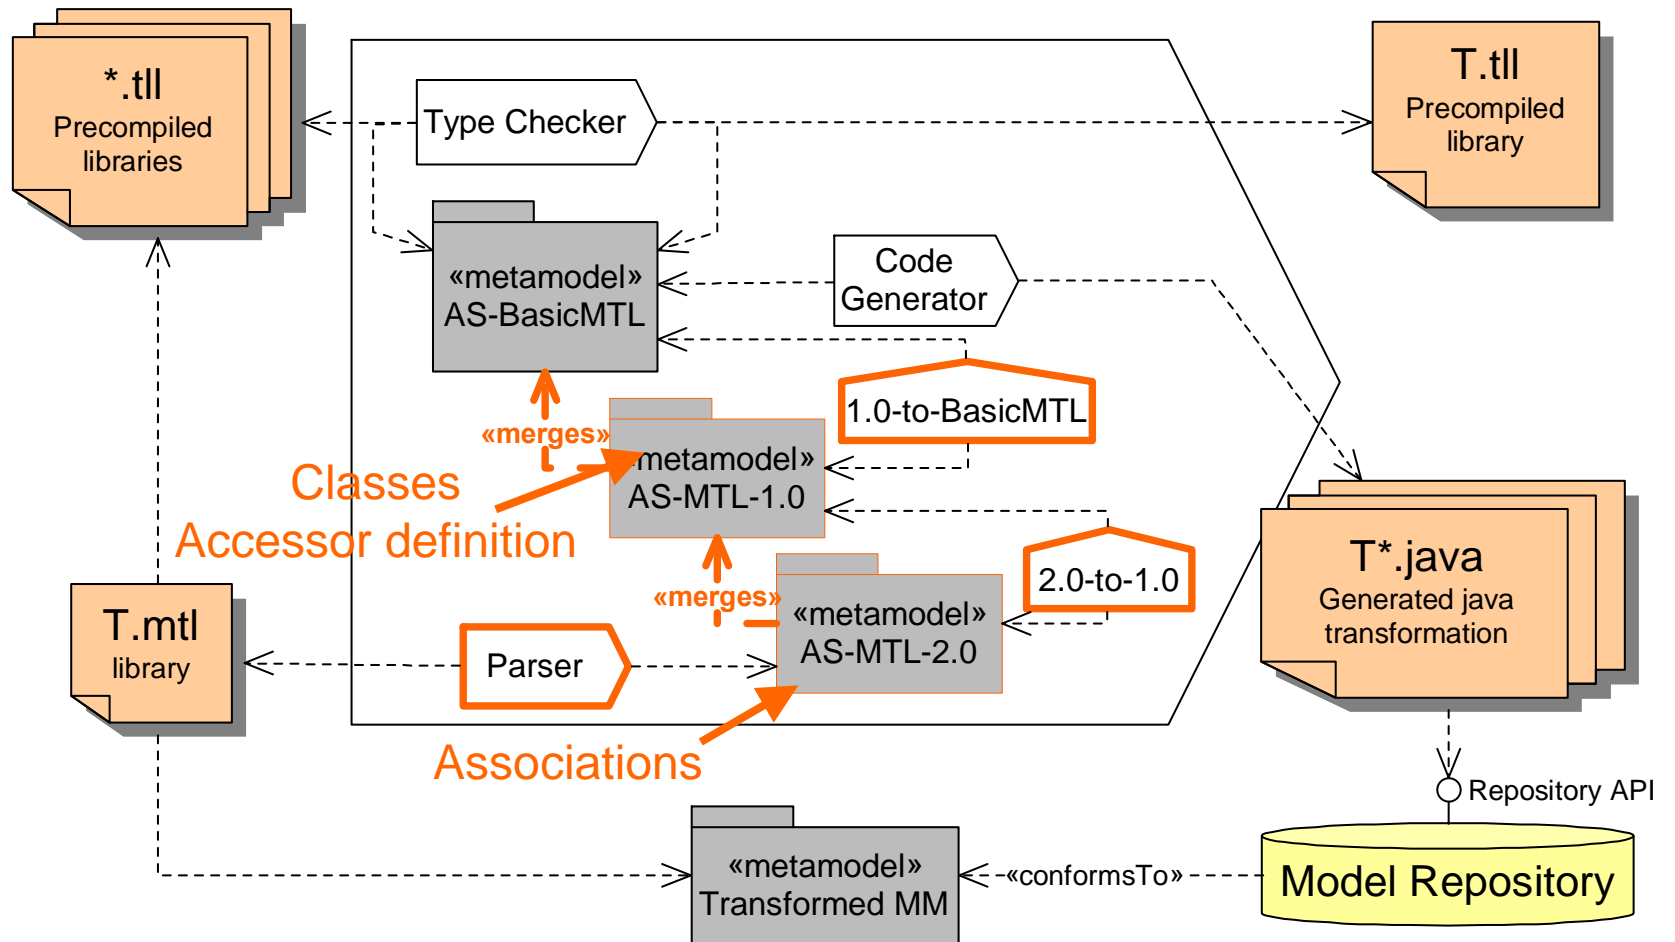 *.tll
Precompiled
libraries
Type Checker
T.tll
Precompiled
library
«metamodel»
AS-BasicMTL
Code
Generator
1.0-to-BasicMTL
«merges»
«metamodel»
AS-MTL-1.0
Classes
Accessor definition
2.0-to-1.0
«merges»
«metamodel»
AS-MTL-2.0
T*.java
Generated java
transformation
T.mtl
library
Parser
Associations
Repository API
«metamodel»
Transformed MM
«conformsTo»
Model Repository